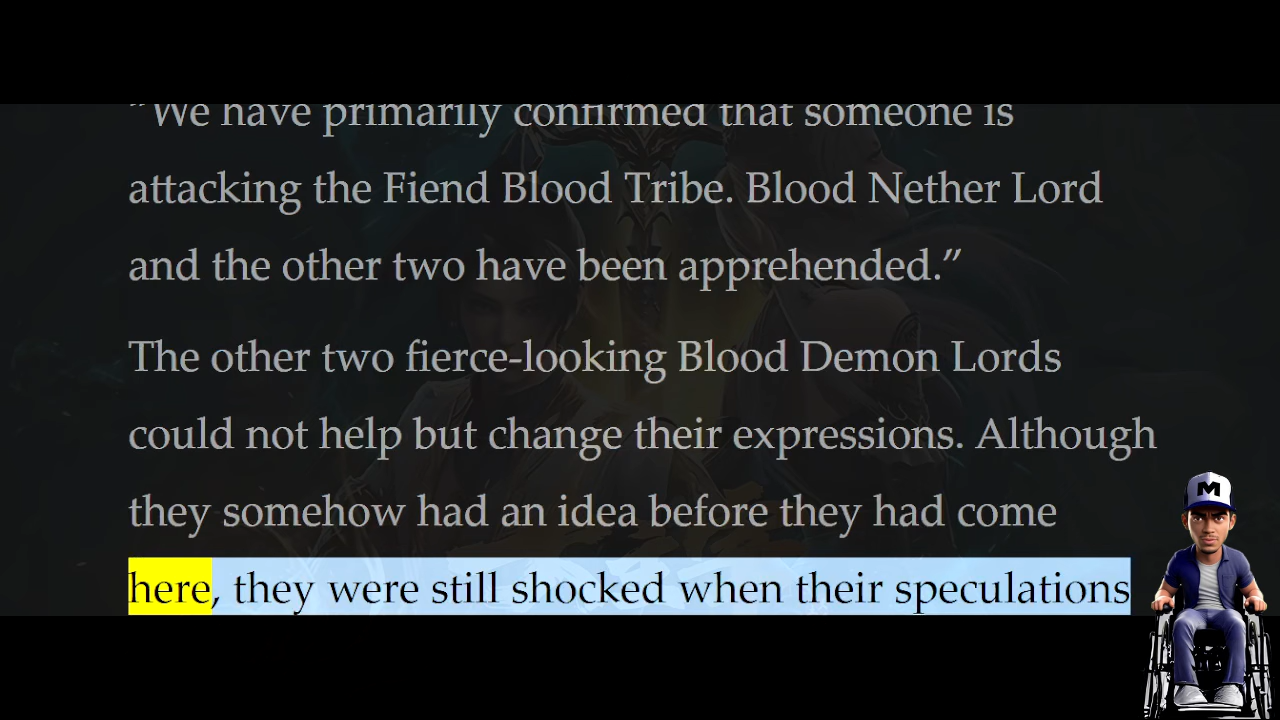 “We have primarily confirmed that someone is
attacking the Fiend Blood Tribe. Blood Nether Lord
and the other two have been apprehended.”
The other two fierce-looking Blood Demon Lords
could not help but change their expressions. Although
they somehow had an idea before they had come
here, they were still shocked when their speculations
M